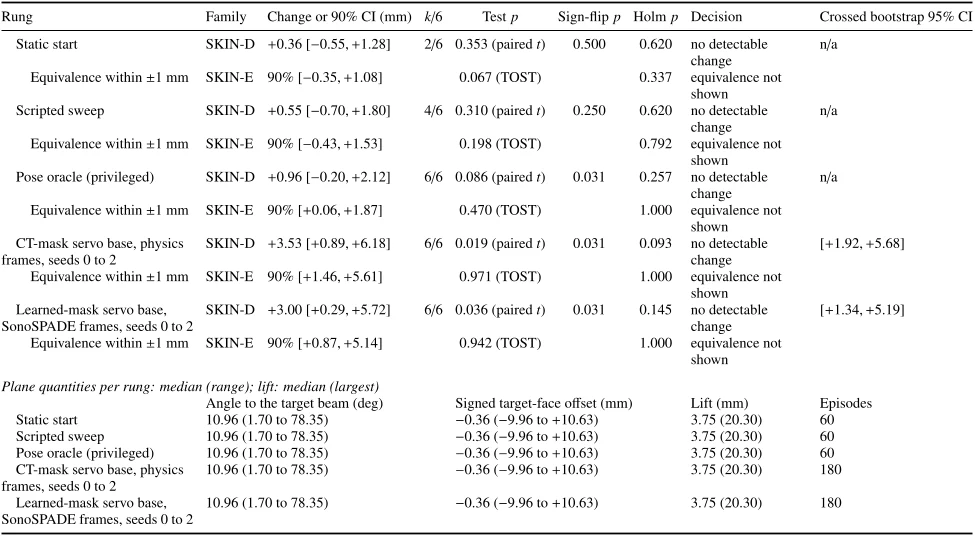 Rung Family Change or 90% CI (mm) k/6 Test p Sign-flip p Holm p Decision Crossed bootstrap 95% CI
Static start SKIN-D +0.36 [−0.55, +1.28] 2/6 0.353 (paired t) 0.500 0.620 no detectable n/a
change
Equivalence within ±1 mm SKIN-E 90% [−0.35, +1.08] 0.067 (TOST) 0.337 equivalence not
shown
Scripted sweep SKIN-D +0.55 [−0.70, +1.80] 4/6 0.310 (paired t) 0.250 0.620 no detectable n/a
change
Equivalence within ±1 mm SKIN-E 90% [−0.43, +1.53] 0.198 (TOST) 0.792 equivalence not
shown
Pose oracle (privileged) SKIN-D +0.96 [−0.20, +2.12] 6/6 0.086 (paired t) 0.031 0.257 no detectable n/a
change
Equivalence within ±1 mm SKIN-E 90% [+0.06, +1.87] 0.470 (TOST) 1.000 equivalence not
shown
CT-mask servo base, physics SKIN-D +3.53 [+0.89, +6.18] 6/6 0.019 (paired t) 0.031 0.093 no detectable [+1.92, +5.68]
frames, seeds 0 to 2 change
Equivalence within ±1 mm SKIN-E 90% [+1.46, +5.61] 0.971 (TOST) 1.000 equivalence not
shown
Learned-mask servo base, SKIN-D +3.00 [+0.29, +5.72] 6/6 0.036 (paired t) 0.031 0.145 no detectable [+1.34, +5.19]
SonoSPADE frames, seeds 0 to 2 change
Equivalence within ±1 mm SKIN-E 90% [+0.87, +5.14] 0.942 (TOST) 1.000 equivalence not
shown
Plane quantities per rung: median (range); lift: median (largest)
Angle to the target beam (deg) Signed target-face offset (mm) Lift (mm) Episodes
Static start 10.96 (1.70 to 78.35) −0.36 (−9.96 to +10.63) 3.75 (20.30) 60
Scripted sweep 10.96 (1.70 to 78.35) −0.36 (−9.96 to +10.63) 3.75 (20.30) 60
Pose oracle (privileged) 10.96 (1.70 to 78.35) −0.36 (−9.96 to +10.63) 3.75 (20.30) 60
CT-mask servo base, physics 10.96 (1.70 to 78.35) −0.36 (−9.96 to +10.63) 3.75 (20.30) 180
frames, seeds 0 to 2
Learned-mask servo base, 10.96 (1.70 to 78.35) −0.36 (−9.96 to +10.63) 3.75 (20.30) 180
SonoSPADE frames, seeds 0 to 2